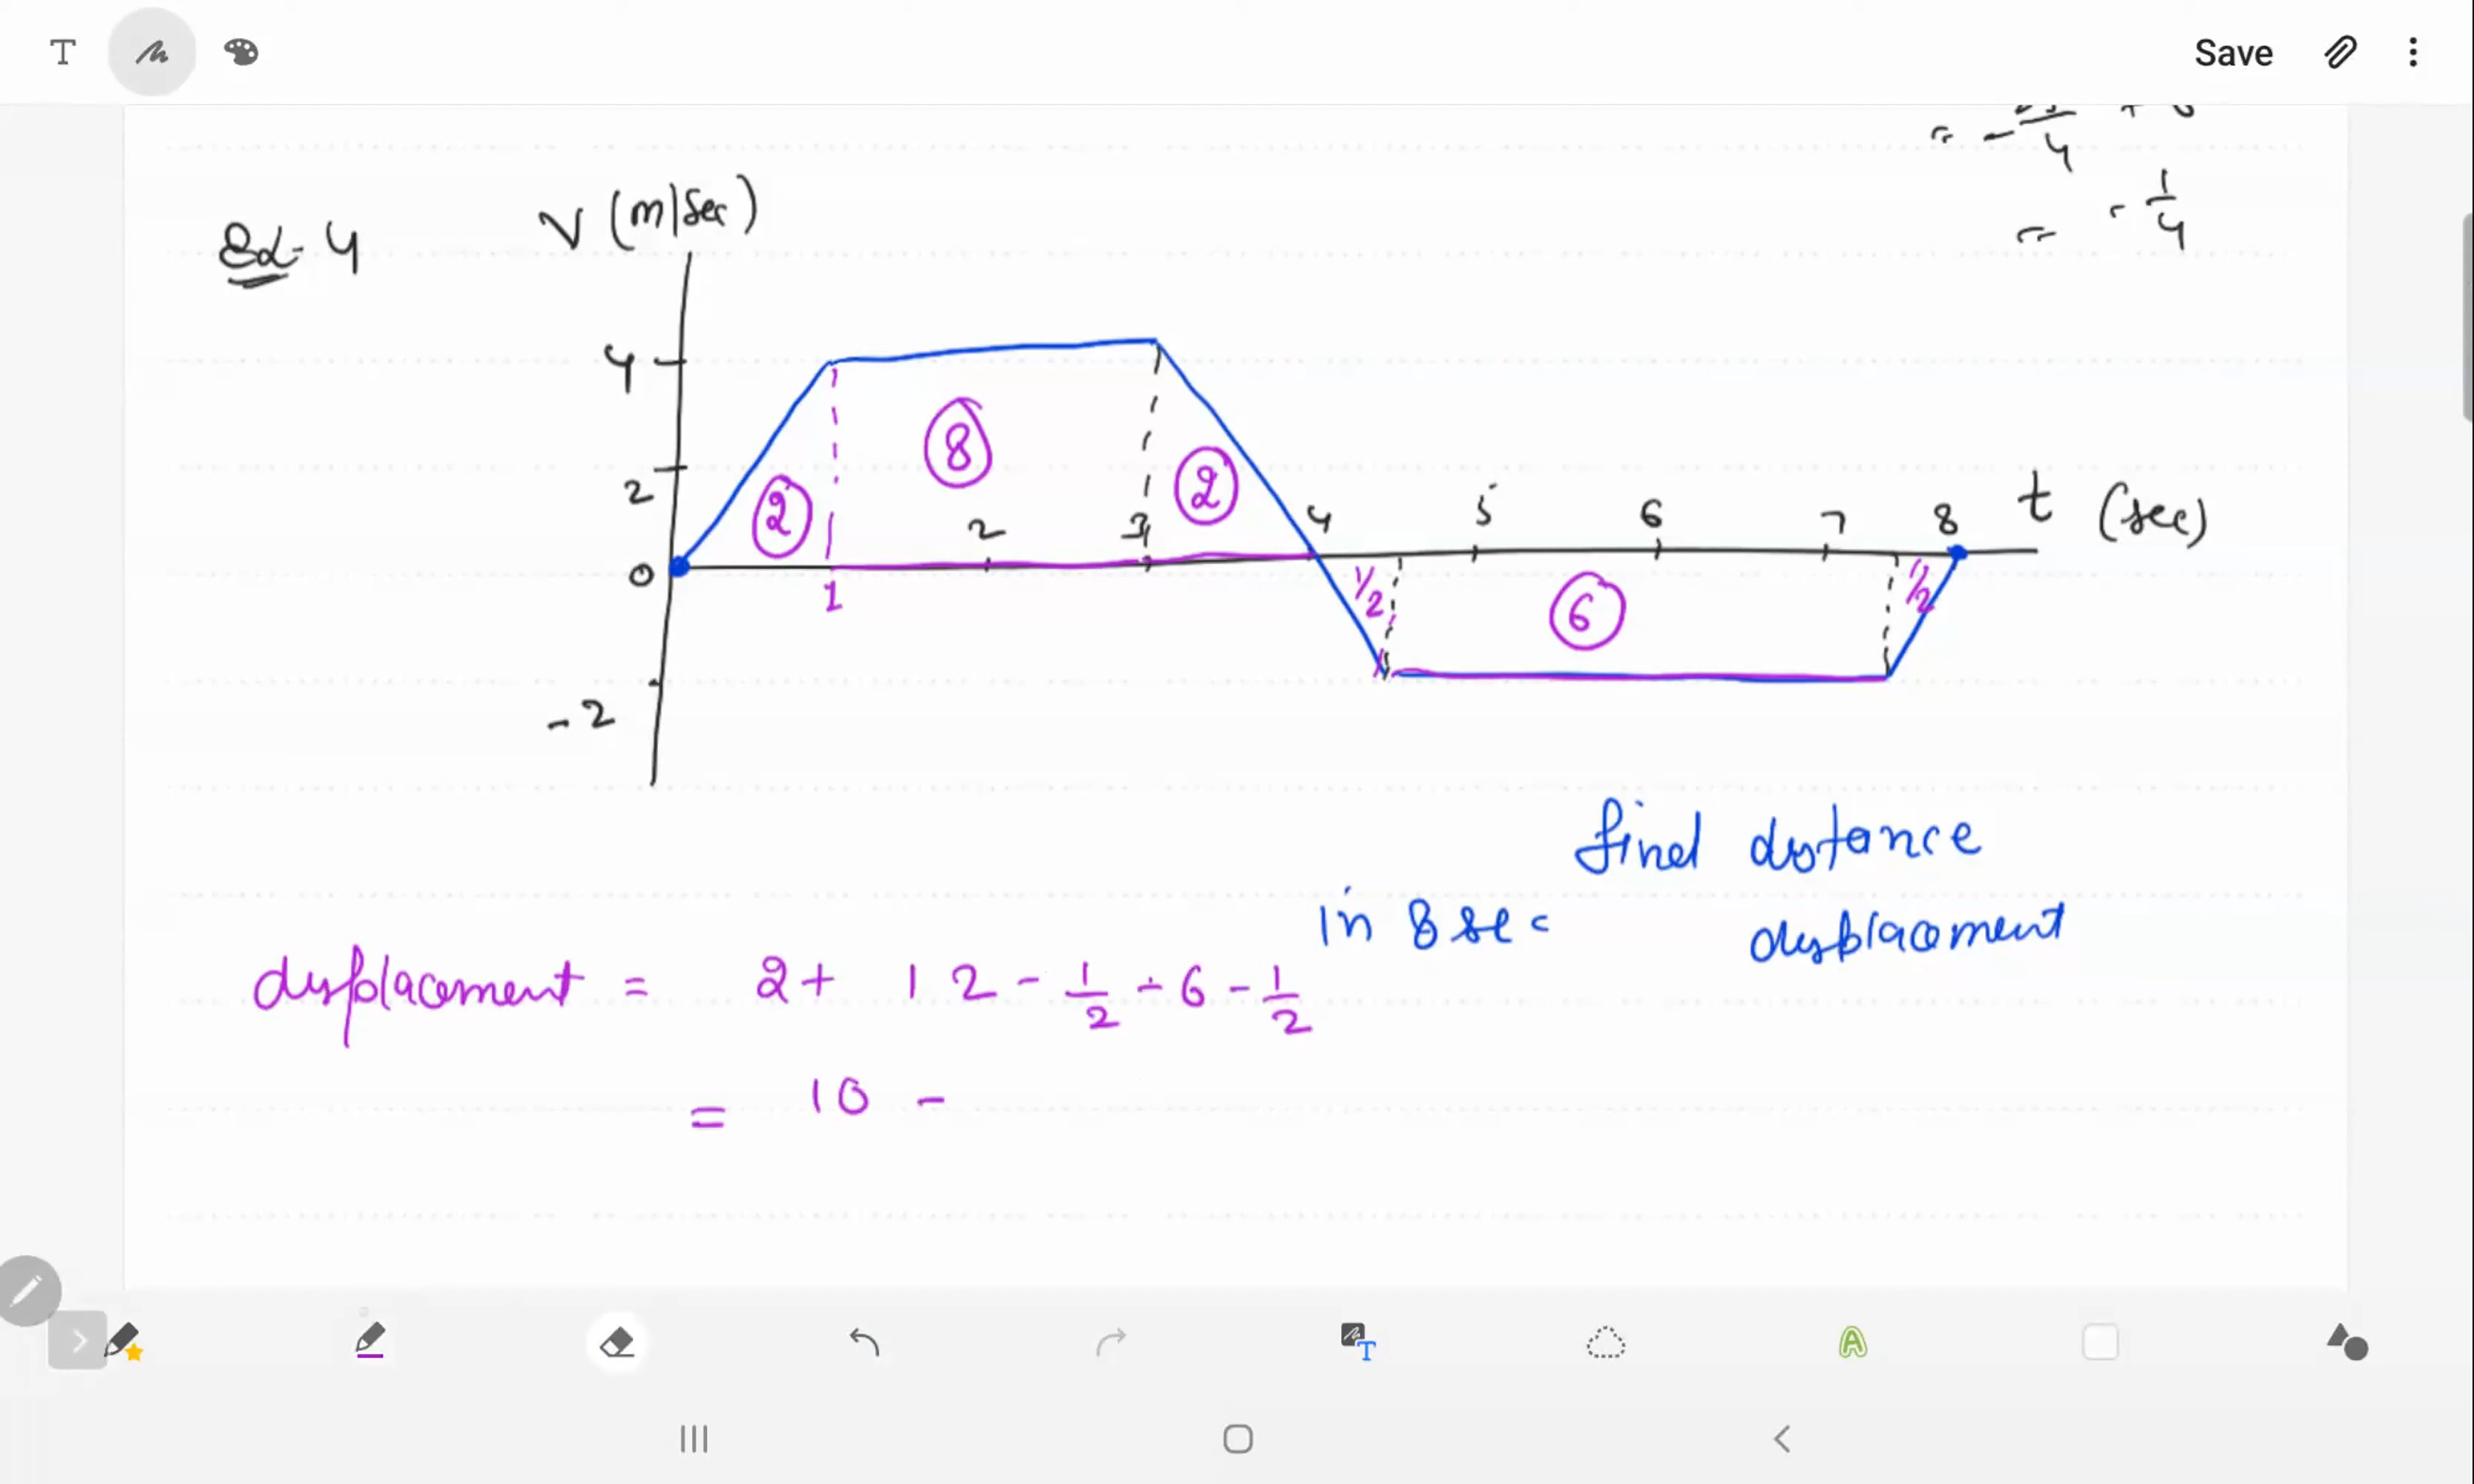 T
Save
= -
4
= - 1/4
Ex-4
V (m|sec)
4
8
2
2
2
3
4
5
6
7
8
t (sec)
2
0
1
1/2
6
1/2
-2
find distance
in 8 sec
displacement
displacement = 2 + 12 - 1/2 - 6 - 1/2
= 10 -
T
A